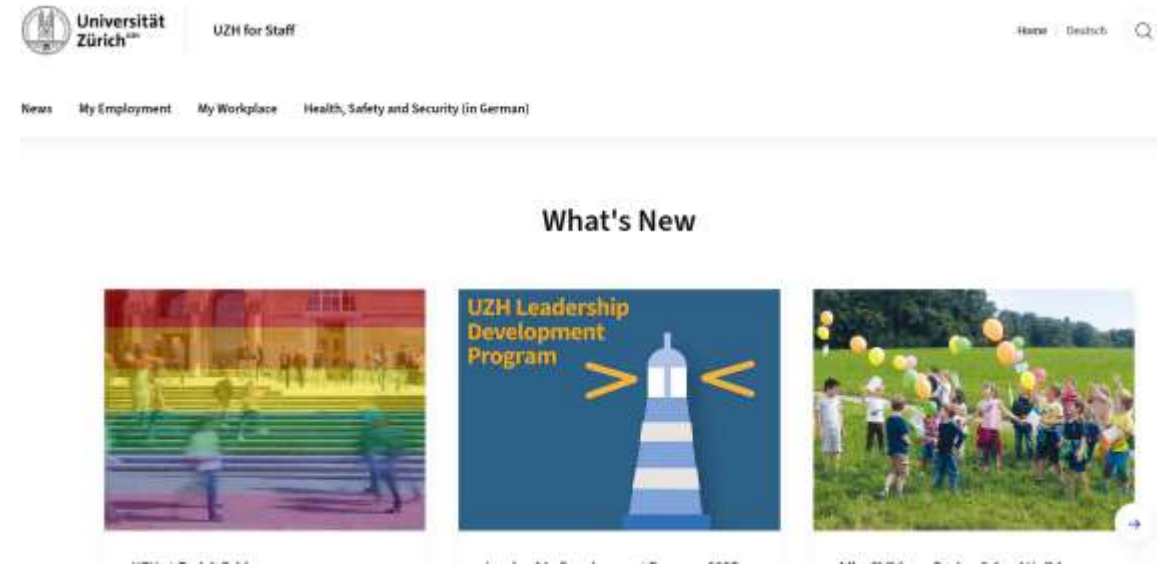 Universität
Zürich UZH
UZH for Staff
Home
Deutsch
News
My Employment
My Workplace
Health, Safety and Security (in German)
What's New
UZH Leadership
Development
Program